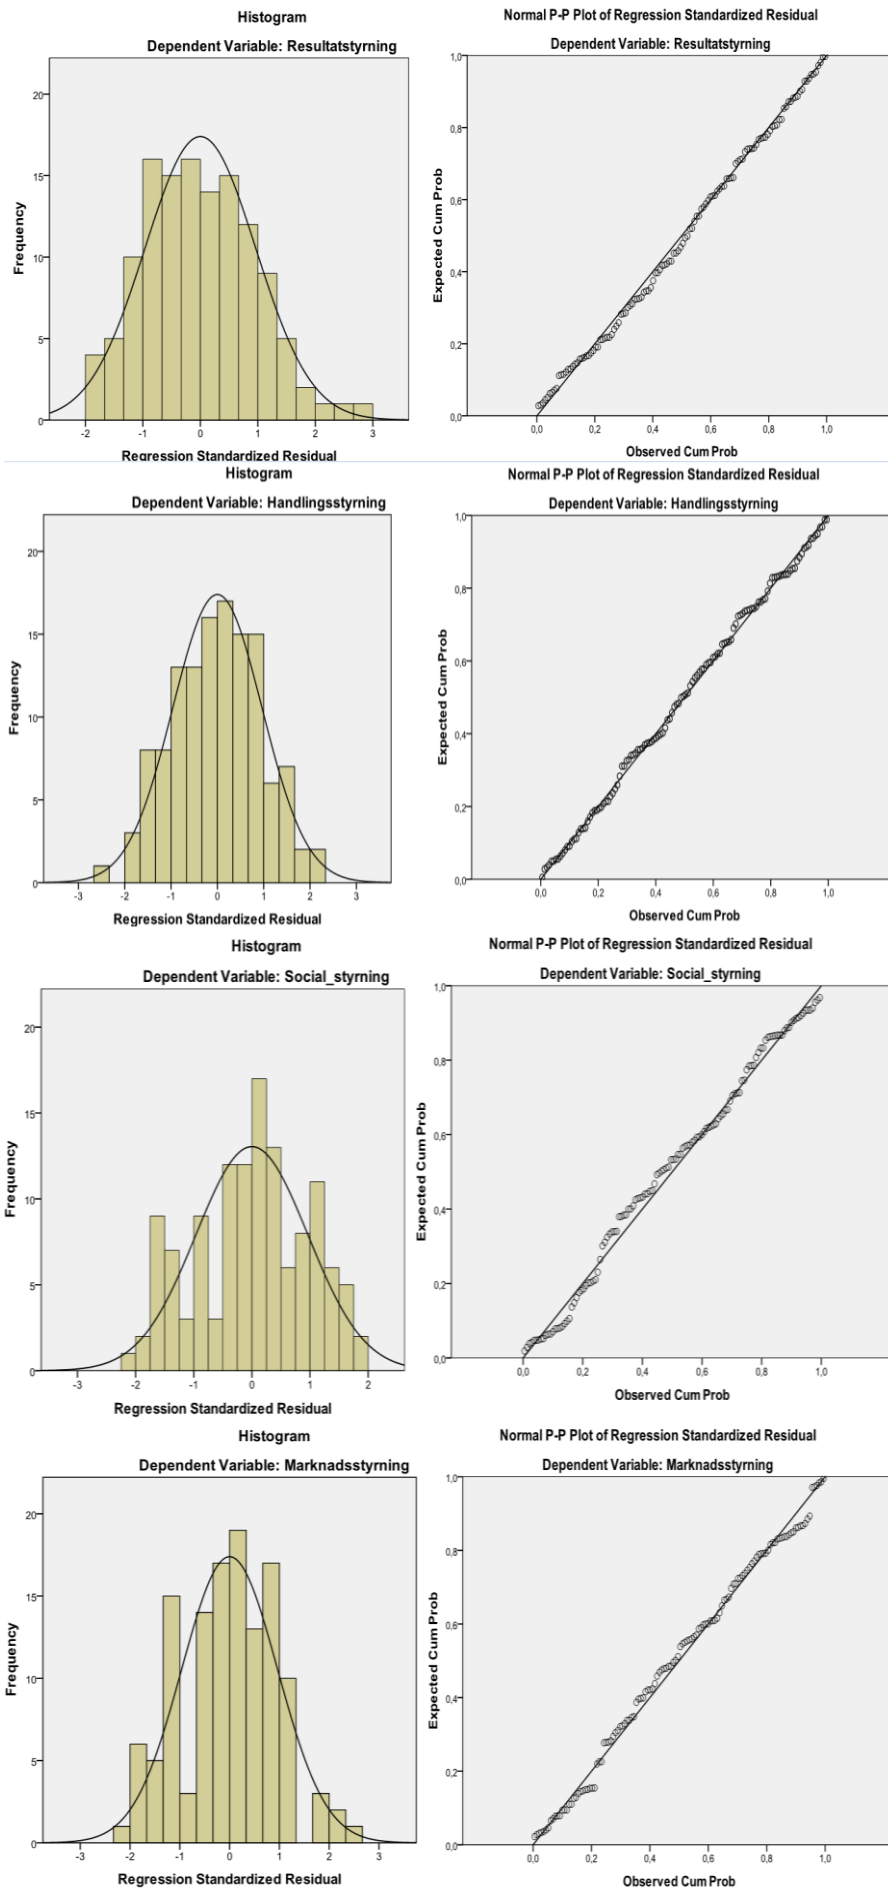 Histogram
Dependent Variable: Resultatstyrning
20
15
10
5
0
Frequency
-2 -1 0 1 2 3
Regression Standardized Residual
Normal P-P Plot of Regression Standardized Residual
Dependent Variable: Resultatstyrning
1,0
0,8
0,6
0,4
0,2
0,0
Expected Cum Prob
0,0 0,2 0,4 0,6 0,8 1,0
Observed Cum Prob
Histogram
Dependent Variable: Handlingsstyrning
20
15
10
5
0
Frequency
-3 -2 -1 0 1 2 3
Regression Standardized Residual
Normal P-P Plot of Regression Standardized Residual
Dependent Variable: Handlingsstyrning
1,0
0,8
0,6
0,4
0,2
0,0
Expected Cum Prob
0,0 0,2 0,4 0,6 0,8 1,0
Observed Cum Prob
Histogram
Dependent Variable: Social_styrning
20
15
10
5
0
Frequency
-3 -2 -1 0 1 2
Regression Standardized Residual
Normal P-P Plot of Regression Standardized Residual
Dependent Variable: Social_styrning
1,0
0,8
0,6
0,4
0,2
0,0
Expected Cum Prob
0,0 0,2 0,4 0,6 0,8 1,0
Observed Cum Prob
Histogram
Dependent Variable: Marknadsstyrning
20
15
10
5
0
Frequency
-3 -2 -1 0 1 2 3
Regression Standardized Residual
Normal P-P Plot of Regression Standardized Residual
Dependent Variable: Marknadsstyrning
1,0
0,8
0,6
0,4
0,2
0,0
Expected Cum Prob
0,0 0,2 0,4 0,6 0,8 1,0
Observed Cum Prob